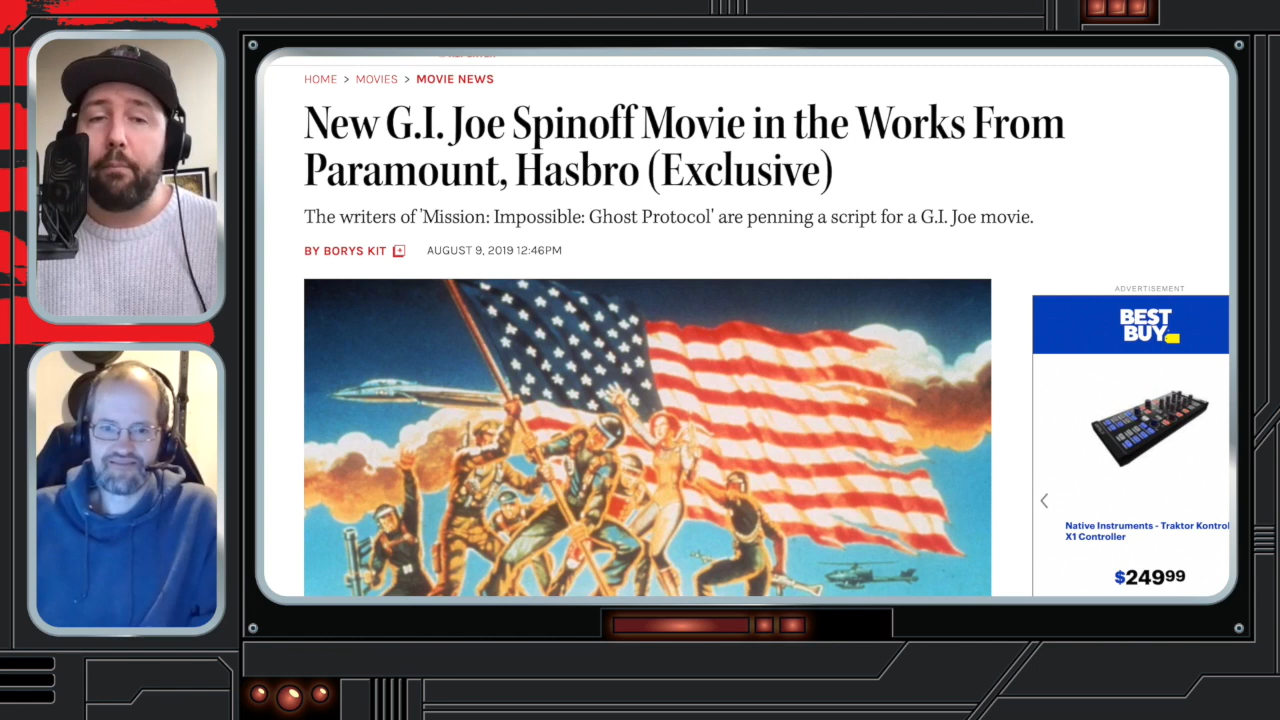 HOME > MOVIES > MOVIE NEWS
New G.I. Joe Spinoff Movie in the Works From
Paramount, Hasbro (Exclusive)
The writers of 'Mission: Impossible: Ghost Protocol' are penning a script for a G.I. Joe movie.
BY BORYS KIT AUGUST 9, 2019 12:46PM
ADVERTISEMENT
BEST
BUY
Native Instruments - Traktor Kontrol
X1 Controller
$24999